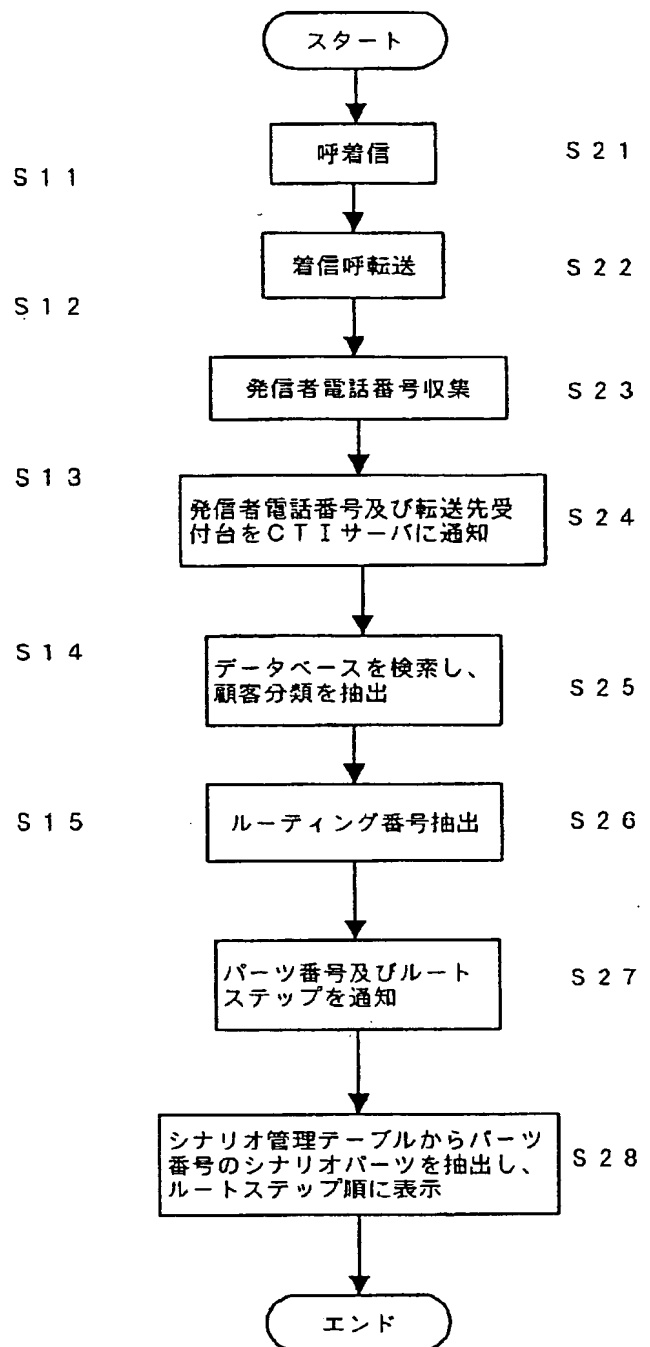 スタート
呼着信
S21
S11
着信呼転送
S22
S12
発信者電話番号収集
S23
S13
発信者電話番号及び転送先受
付台をCTIサーバに通知
S24
S14
データベースを検索し、
顧客分類を抽出
S25
S15
ルーティング番号抽出
S26
パーツ番号及びルート
ステップを通知
S27
シナリオ管理テーブルからパーツ
番号のシナリオパーツを抽出し、
ルートステップ順に表示
S28
エンド